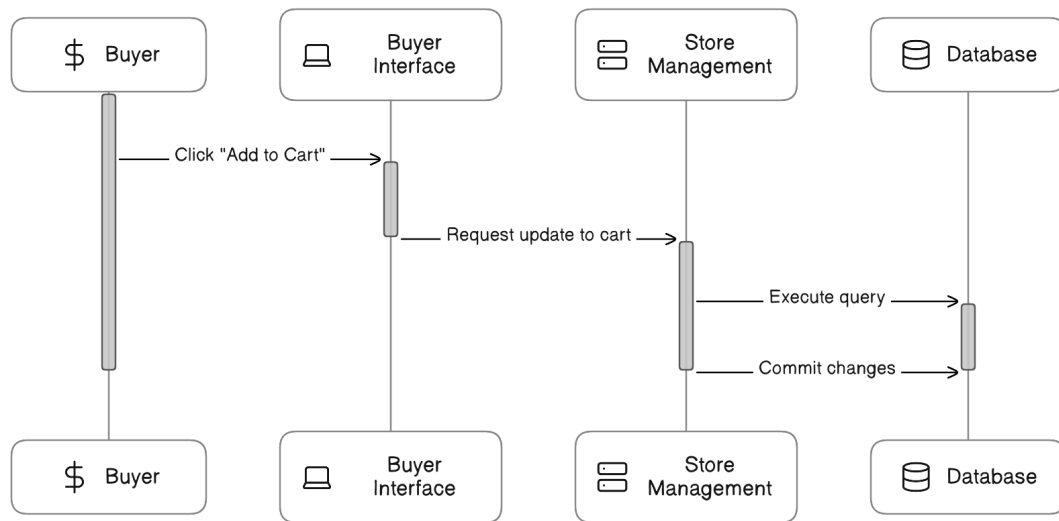 Buyer
Buyer
Interface
Store
Management
Database
Click "Add to Cart"
Request update to cart
Execute query
Commit changes
Buyer
Buyer
Interface
Store
Management
Database